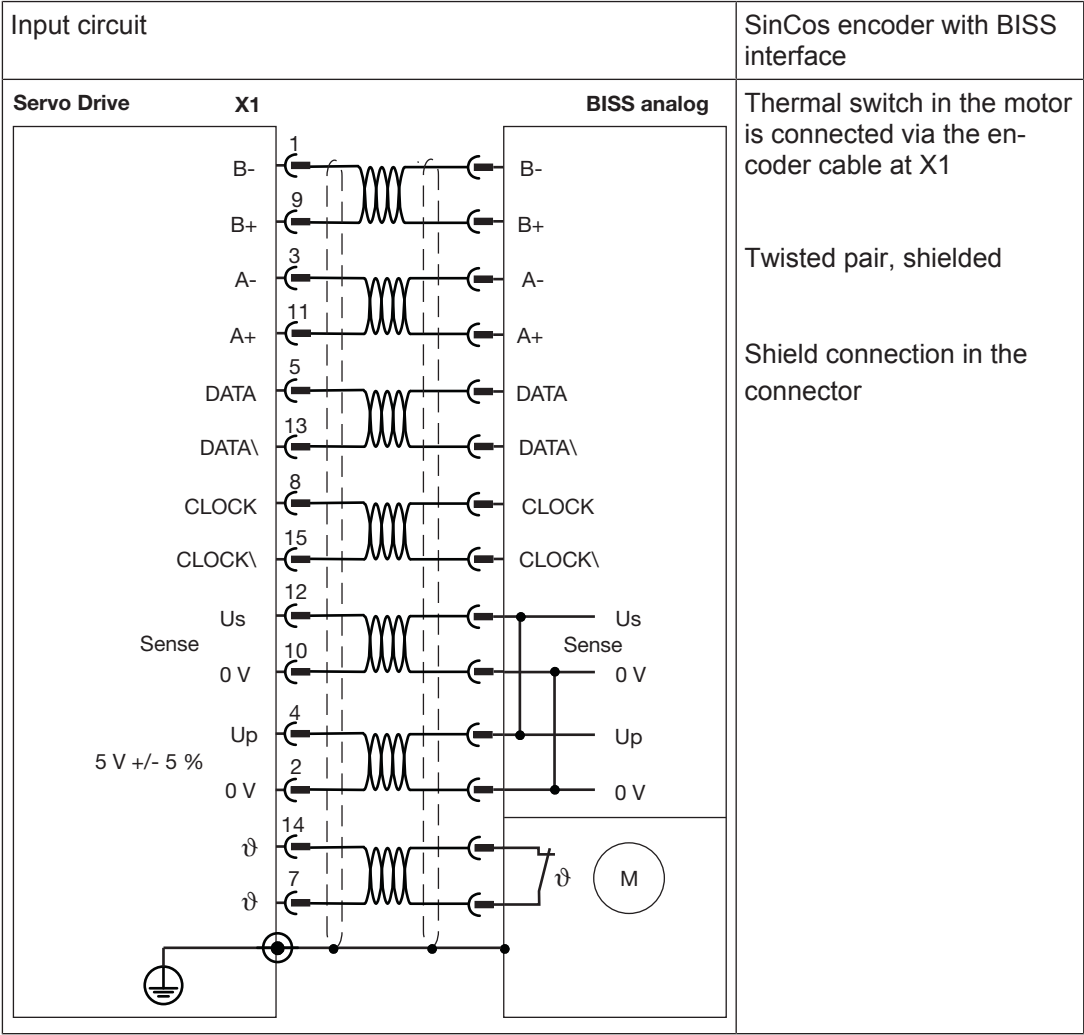 Input circuit
SinCos encoder with BISS
interface
Servo Drive X1 BISS analog
Thermal switch in the motor
is connected via the en-
coder cable at X1
Twisted pair, shielded
Shield connection in the
connector
1
B- B-
9
B+ B+
3
A- A-
11
A+ A+
5
DATA DATA
13
DATA\ DATA\
8
CLOCK CLOCK
15
CLOCK\ CLOCK\
12
Us Us
Sense Sense
10
0 V 0 V
4
Up Up
5 V +/- 5 %
2
0 V 0 V
14
ϑ
ϑ M
7
ϑ